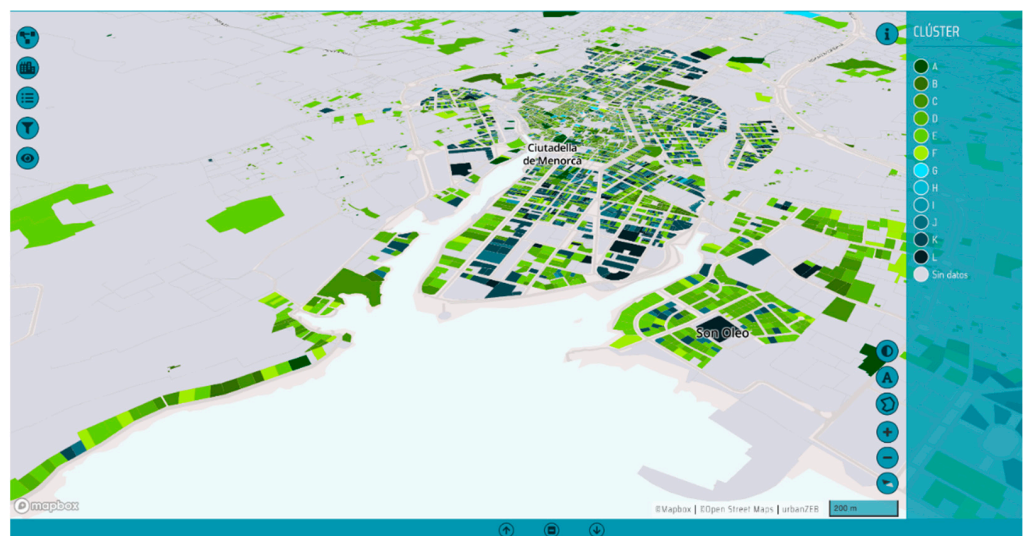 CLÚSTER
A
B
C
D
E
F
G
H
I
J
K
L
Sin datos
Ciutadella
de Menorca
Son Oleo
A
mapbox
©Mapbox | ©Open Street Maps | urbanZEB
200 m